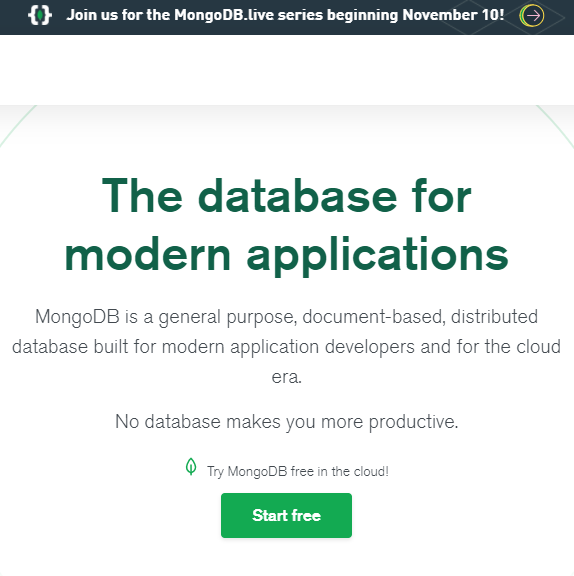 Join us for the MongoDB.live series beginning November 10!
The database for
modern applications
MongoDB is a general purpose, document-based, distributed
database built for modern application developers and for the cloud
era.
No database makes you more productive.
Try MongoDB free in the cloud!
Start free